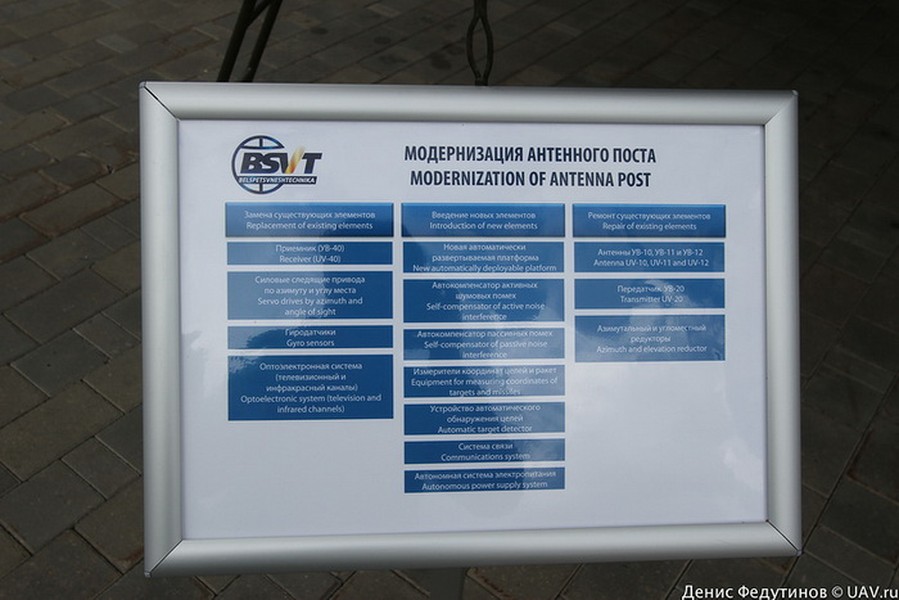 BSVT
BELSPETSVNESHTECHNIKA
МОДЕРНИЗАЦИЯ АНТЕННОГО ПОСТА
MODERNIZATION OF ANTENNA POST
Замена существующих элементов
Replacement of existing elements
Приемник (УВ-40)
Receiver (UV-40)
Силовые следящие привода
по азимуту и углу места
Servo drives by azimuth and
angle of sight
Гиродатчики
Gyro sensors
Оптоэлектронная система
(телевизионный и
инфракрасный каналы)
Optoelectronic system (television and
infrared channels)
Введение новых элементов
Introduction of new elements
Новая автоматически
развертываемая платформа
New automatically deployable platform
Автокомпенсатор активных
шумовых помех
Self-compensator of active noise
interference
Автокомпенсатор пассивных помех
Self-compensator of passive noise
interference
Измерители координат целей и ракет
Equipment for measuring coordinates of
targets and missiles
Устройство автоматического
обнаружения целей
Automatic target detector
Система связи
Communications system
Автономная система электропитания
Autonomous power supply system
Ремонт существующих элементов
Repair of existing elements
Антенны УВ-10, УВ-11 и УВ-12
Antenna UV-10, UV-11 and UV-12
Передатчик УВ-20
Transmitter UV-20
Азимутальный и угломестный
редукторы
Azimuth and elevation reductor
Денис Федутинов © UAV.ru